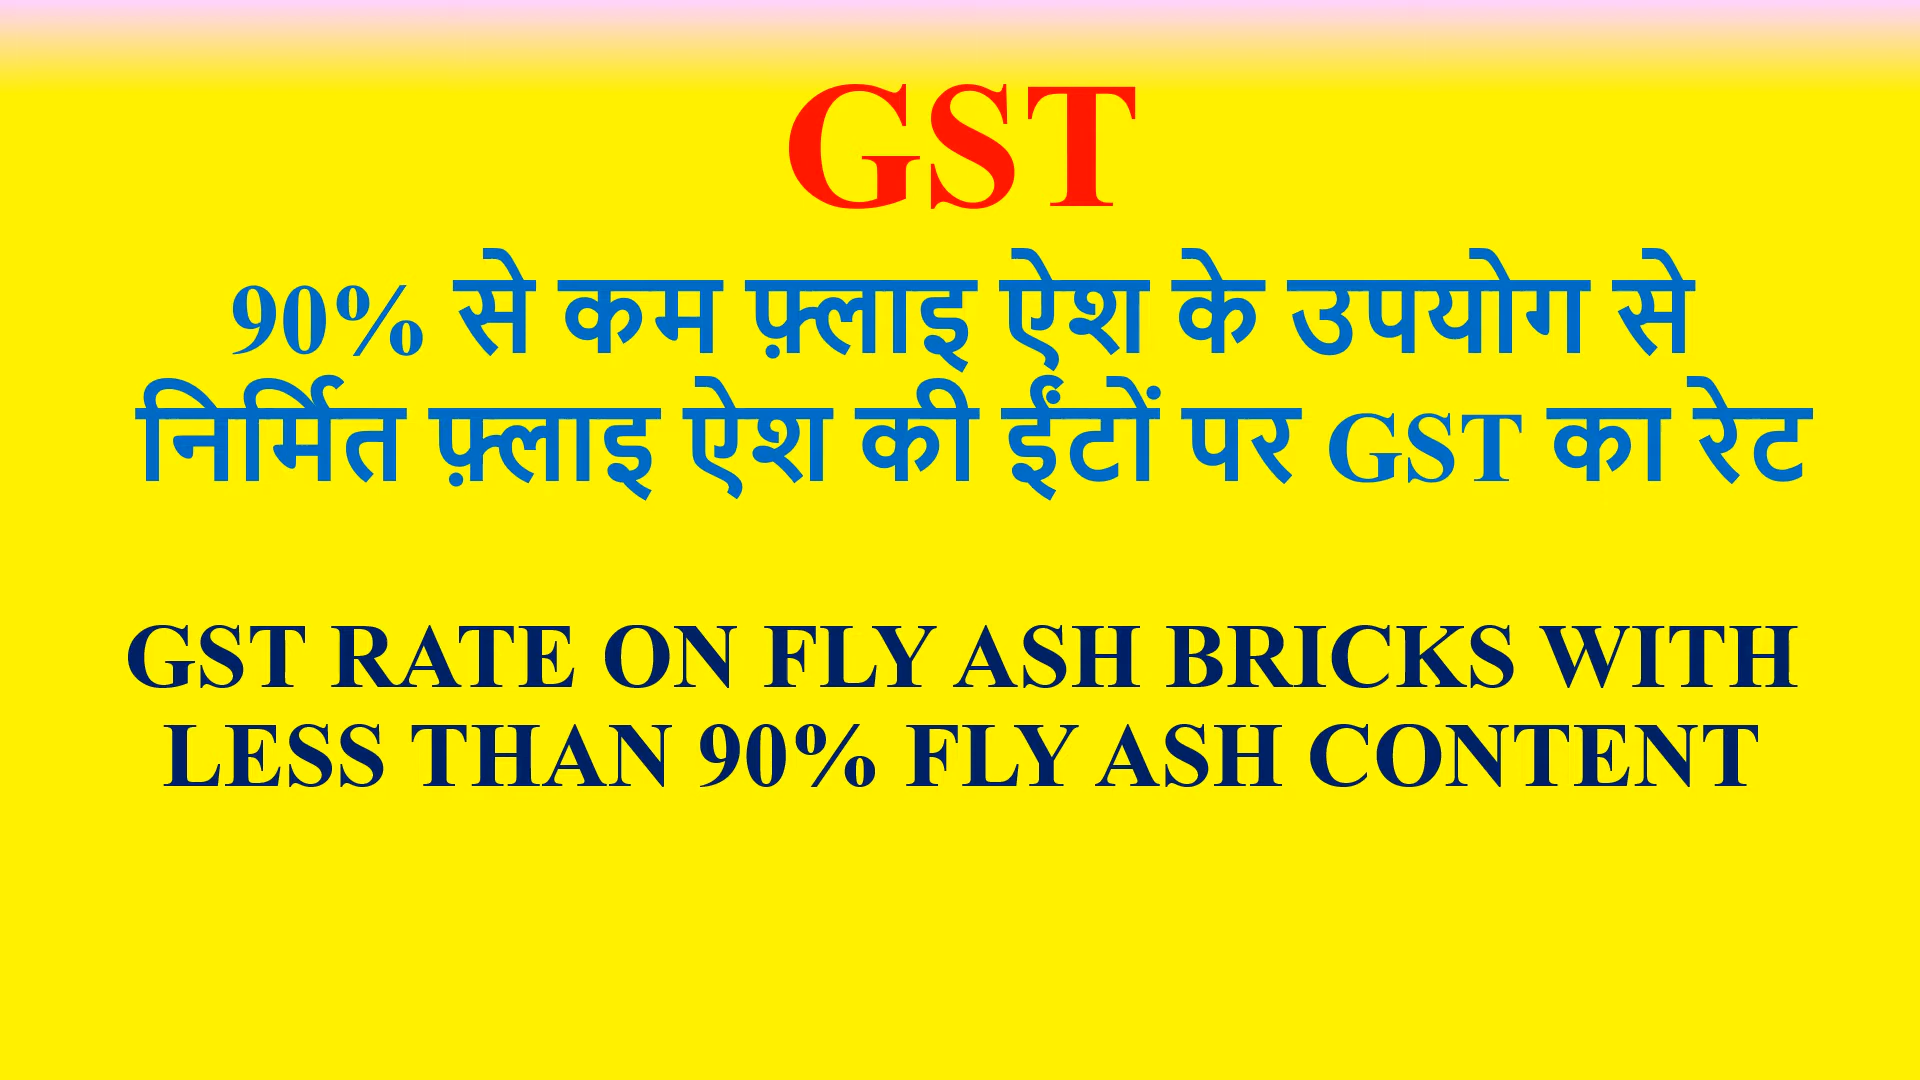 GST
90% से कम फ़्लाइ ऐश के उपयोग से
निर्मित फ़्लाइ ऐश की ईंटों पर GST का रेट
GST RATE ON FLY ASH BRICKS WITH
LESS THAN 90% FLY ASH CONTENT